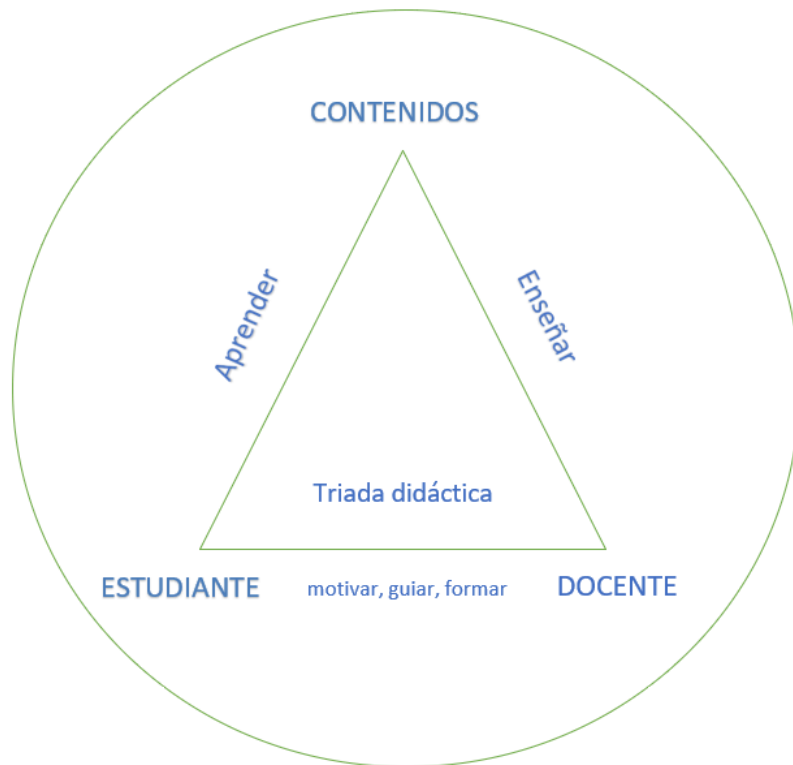 CONTENIDOS
Aprender
Enseñar
Triada didáctica
ESTUDIANTE
motivar, guiar, formar
DOCENTE